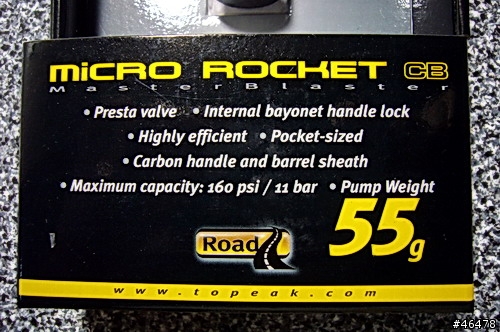 MiCRO ROCKET CB
MasterBlaster
• Presta valve • Internal bayonet handle lock
• Highly efficient • Pocket-sized
• Carbon handle and barrel sheath
• Maximum capacity: 160 psi / 11 bar • Pump Weight
55g
Road
www.topeak.com
#46478